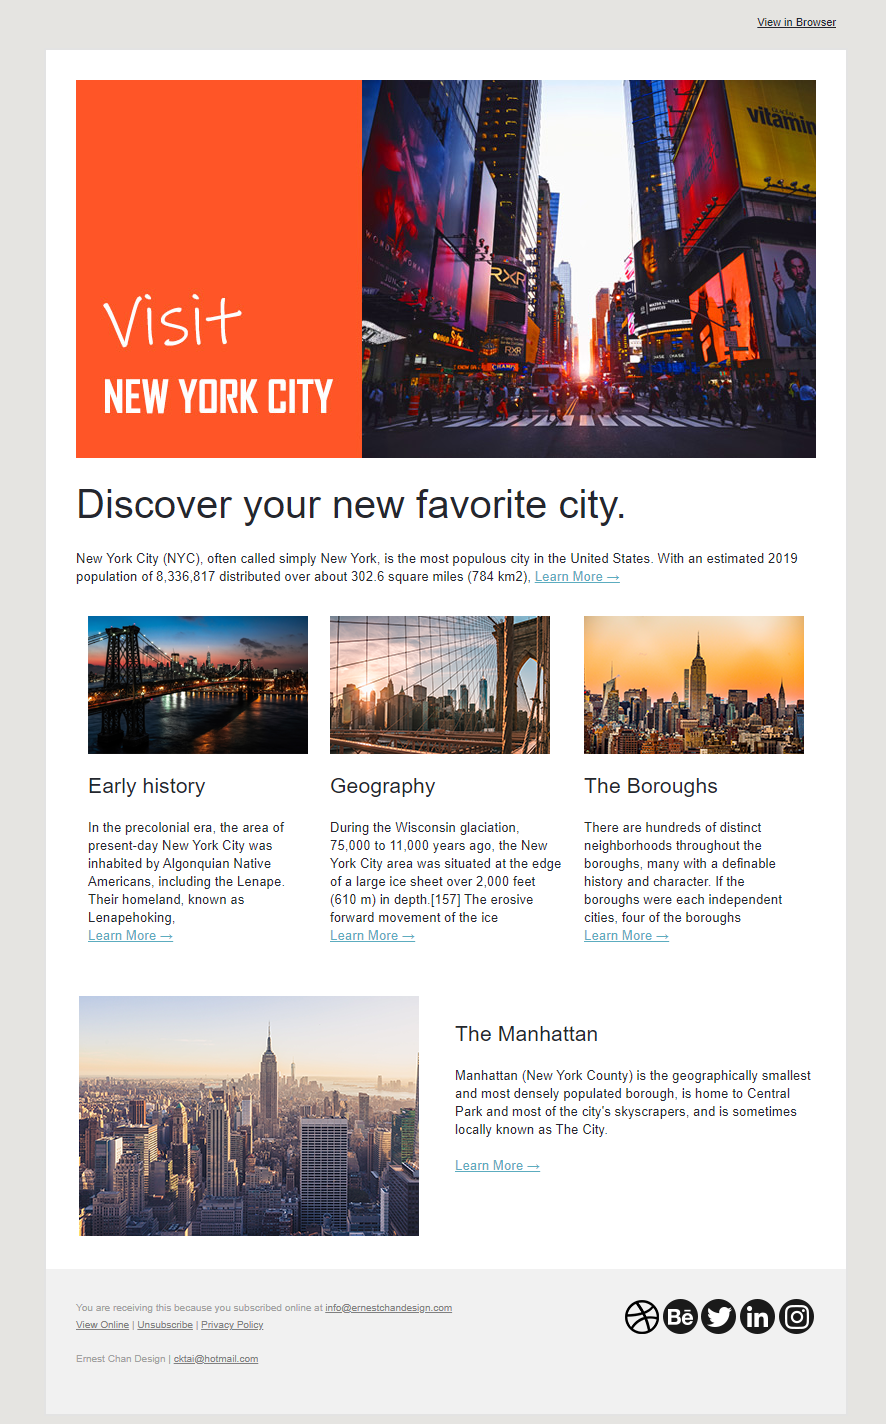 View in Browser
Visit
NEW YORK CITY
WONDER WOMAN
RXR
RXR
CHASE
GLACEAU
vitamin
Discover your new favorite city.
New York City (NYC), often called simply New York, is the most populous city in the United States. With an estimated 2019
population of 8,336,817 distributed over about 302.6 square miles (784 km2), Learn More →
Early history
In the precolonial era, the area of
present-day New York City was
inhabited by Algonquian Native
Americans, including the Lenape.
Their homeland, known as
Lenapehoking,
Learn More →
Geography
During the Wisconsin glaciation,
75,000 to 11,000 years ago, the New
York City area was situated at the edge
of a large ice sheet over 2,000 feet
(610 m) in depth.[157] The erosive
forward movement of the ice
Learn More →
The Boroughs
There are hundreds of distinct
neighborhoods throughout the
boroughs, many with a definable
history and character. If the
boroughs were each independent
cities, four of the boroughs
Learn More →
The Manhattan
Manhattan (New York County) is the geographically smallest
and most densely populated borough, is home to Central
Park and most of the city's skyscrapers, and is sometimes
locally known as The City.
Learn More →
You are receiving this because you subscribed online at info@ernestchandesign.com
View Online | Unsubscribe | Privacy Policy
Ernest Chan Design | cktai@hotmail.com
Bē
in